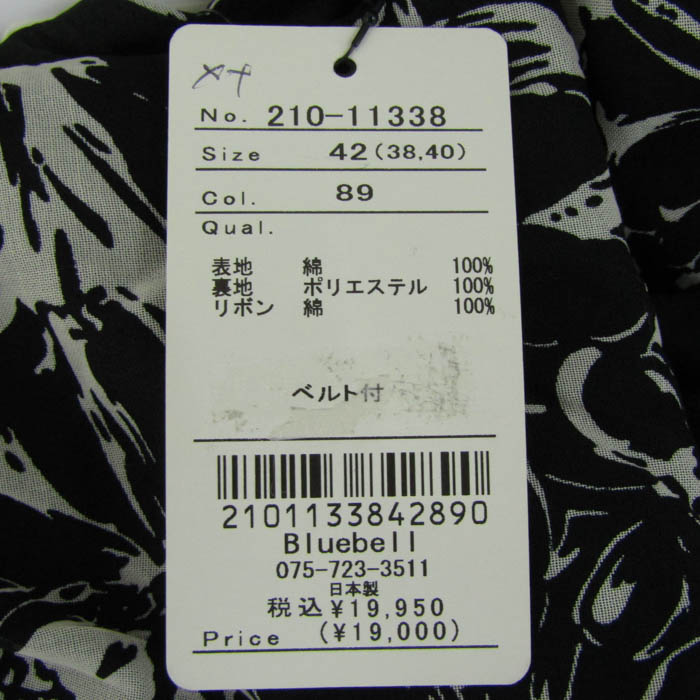 No. 210-11338
Size 42(38,40)
Col. 89
Qual.
表地 綿 100%
裏地 ポリエステル 100%
リボン 綿 100%
ベルト付
2101133842890
Bluebell
075-723-3511
日本製
税込¥19,950
Price (¥19,000)